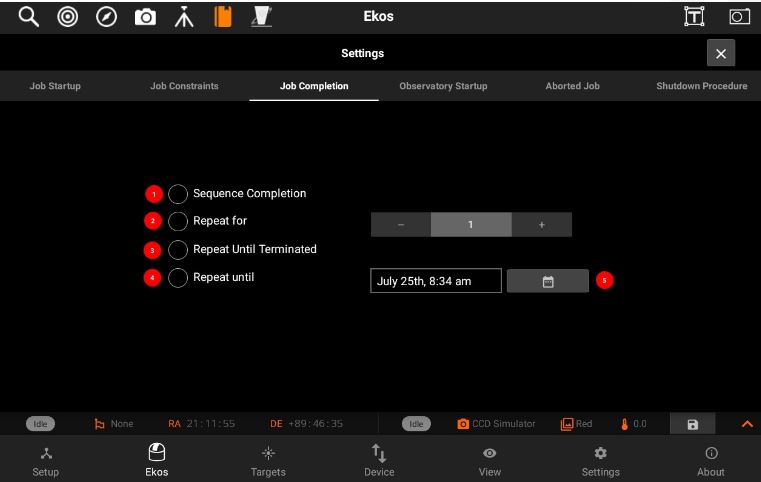 Ekos
T
Settings
Job Startup Job Constraints Job Completion Observatory Startup Aborted Job Shutdown Procedure
1 Sequence Completion
2 Repeat for - 1 +
3 Repeat Until Terminated
4 Repeat until July 25th, 8:34 am 5
Idle None RA 21:11:55 DE +89:46:35 Idle CCD Simulator Red 0.0
Setup Ekos Targets Device View Settings About